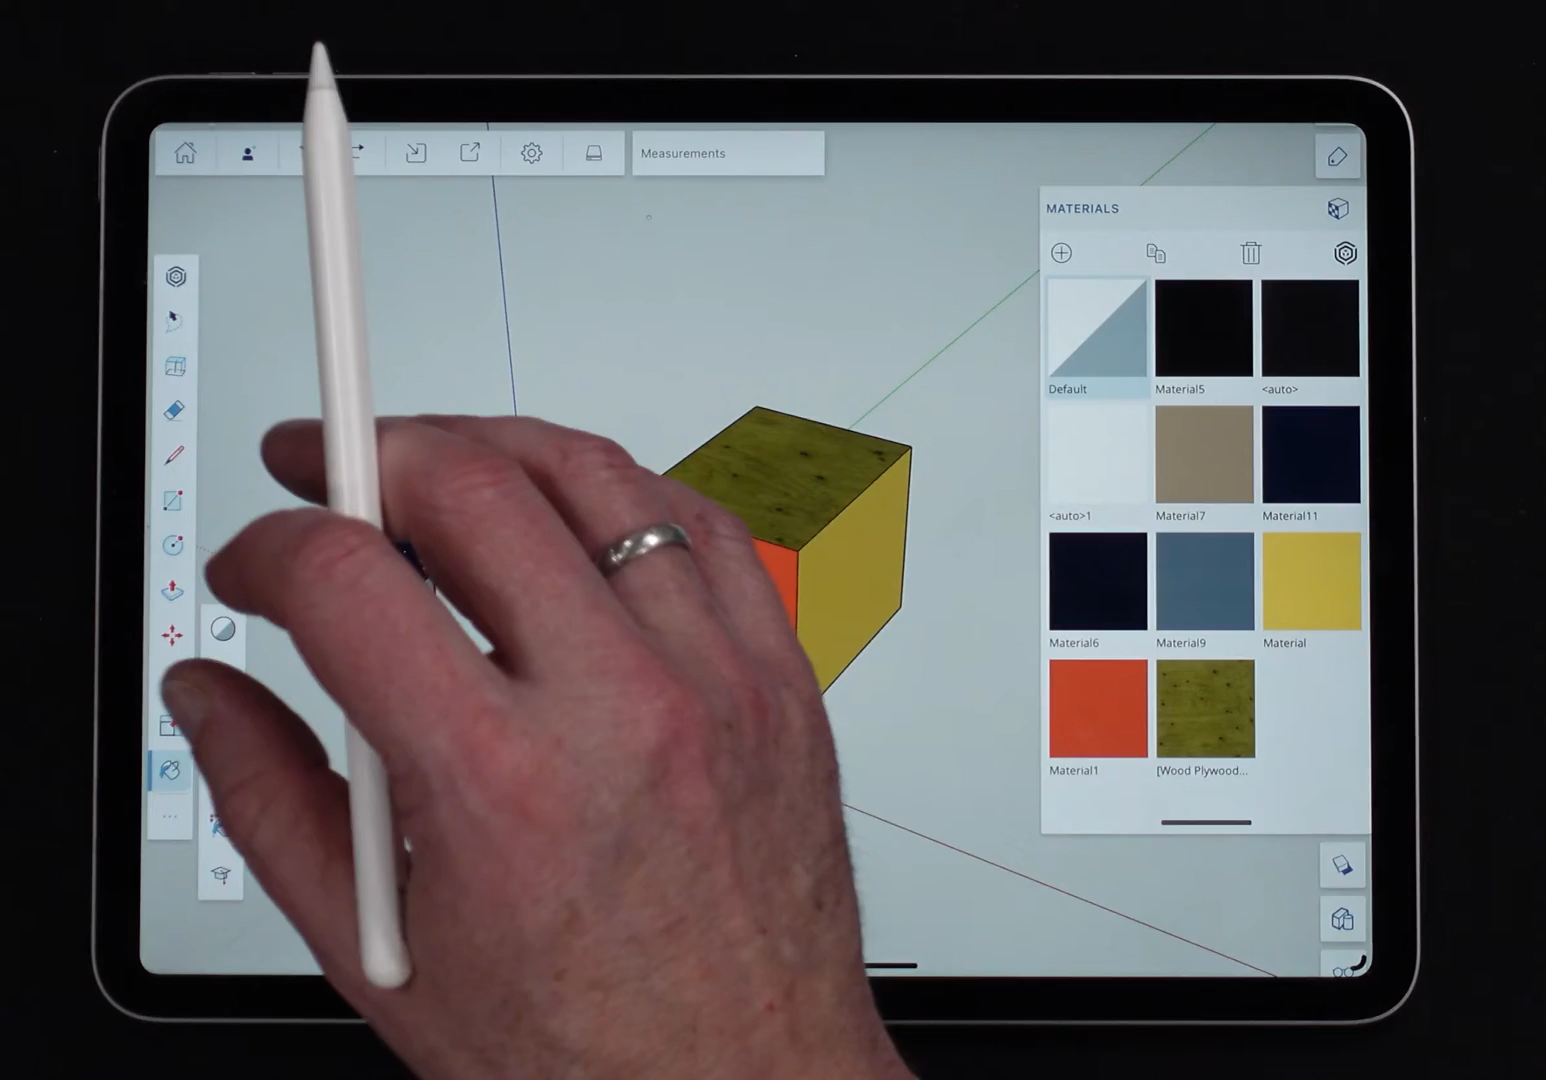 Measurements
MATERIALS
Default
Material5
<auto>
<auto>1
Material7
Material11
Material6
Material9
Material
Material1
[Wood Plywood...